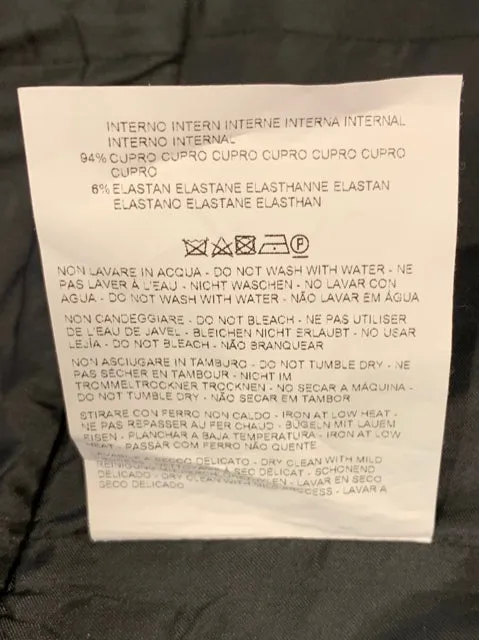 INTERNO INTERN INTERNE INTERNA INTERNAL
INTERNO INTERNAL
94% CUPRO CUPRO CUPRO CUPRO CUPRO CUPRO
CUPRO
6% ELASTAN ELASTANE ELASTHANNE ELASTAN
ELASTANO ELASTANE ELASTHAN
P
NON LAVARE IN ACQUA - DO NOT WASH WITH WATER - NE
PAS LAVER À L'EAU - NICHT WASCHEN - NO LAVAR CON
AGUA - DO NOT WASH WITH WATER - NÃO LAVAR EM ÁGUA
NON CANDEGGIARE - DO NOT BLEACH - NE PAS UTILISER
DE L'EAU DE JAVEL - BLEICHEN NICHT ERLAUBT - NO USAR
LEJÍA - DO NOT BLEACH - NÃO BRANQUEAR
NON ASCIUGARE IN TAMBURO - DO NOT TUMBLE DRY - NE
PAS SÉCHER EN TAMBOUR - NICHT IM
TROMMELTROCKNER TROCKNEN - NO SECAR A MÁQUINA -
DO NOT TUMBLE DRY - NÃO SECAR EM TAMBOR
STIRARE CON FERRO NON CALDO - IRON AT LOW HEAT -
NE PAS REPASSER AU FER CHAUD - BÜGELN MIT LAUEM
EISEN - PLANCHAR A BAJA TEMPERATURA - IRON AT LOW
HEAT - PASSAR COM FERRO NÃO QUENTE
A SECCO DELICATO - DRY CLEAN WITH MILD
À SEC DÉLICAT - SCHONEND
- LAVAR EN SECO
DELICADO - DRY CLEAN WITH PROCESS - LAVAR A
SECO DELICADO